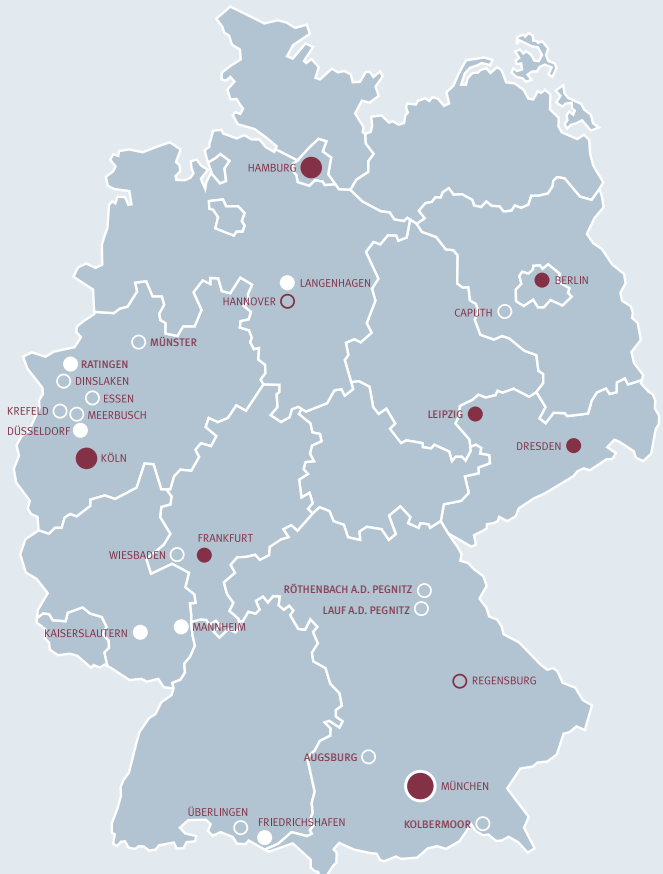 HAMBURG
LANGENHAGEN
BERLIN
HANNOVER
CAPUTH
MÜNSTER
RATINGEN
DINSLAKEN
ESSEN
KREFELD
MEERBUSCH
LEIPZIG
DÜSSELDORF
DRESDEN
KÖLN
FRANKFURT
WIESBADEN
RÖTHENBACH A.D. PEGNITZ
LAUF A.D. PEGNITZ
KAISERSLAUTERN
MANNHEIM
REGENSBURG
AUGSBURG
MÜNCHEN
ÜBERLINGEN
FRIEDRICHSHAFEN
KOLBERMOOR